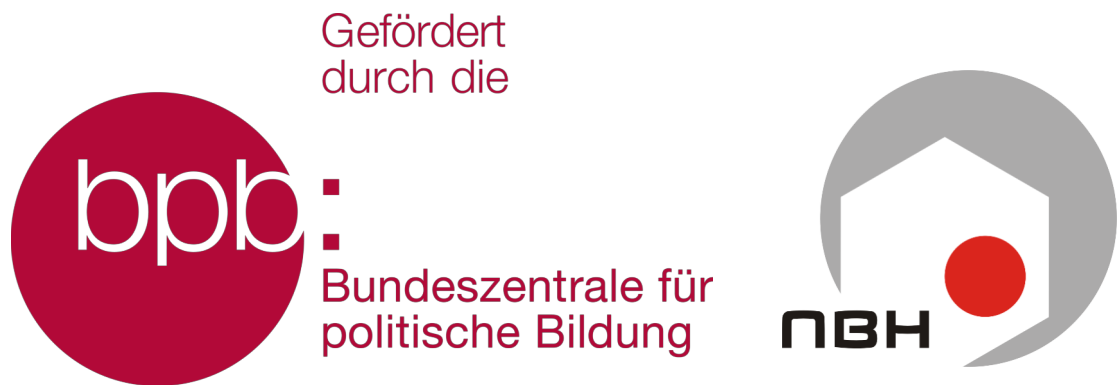 Gefördert
durch die
bpb:
Bundeszentrale für
politische Bildung
NBH